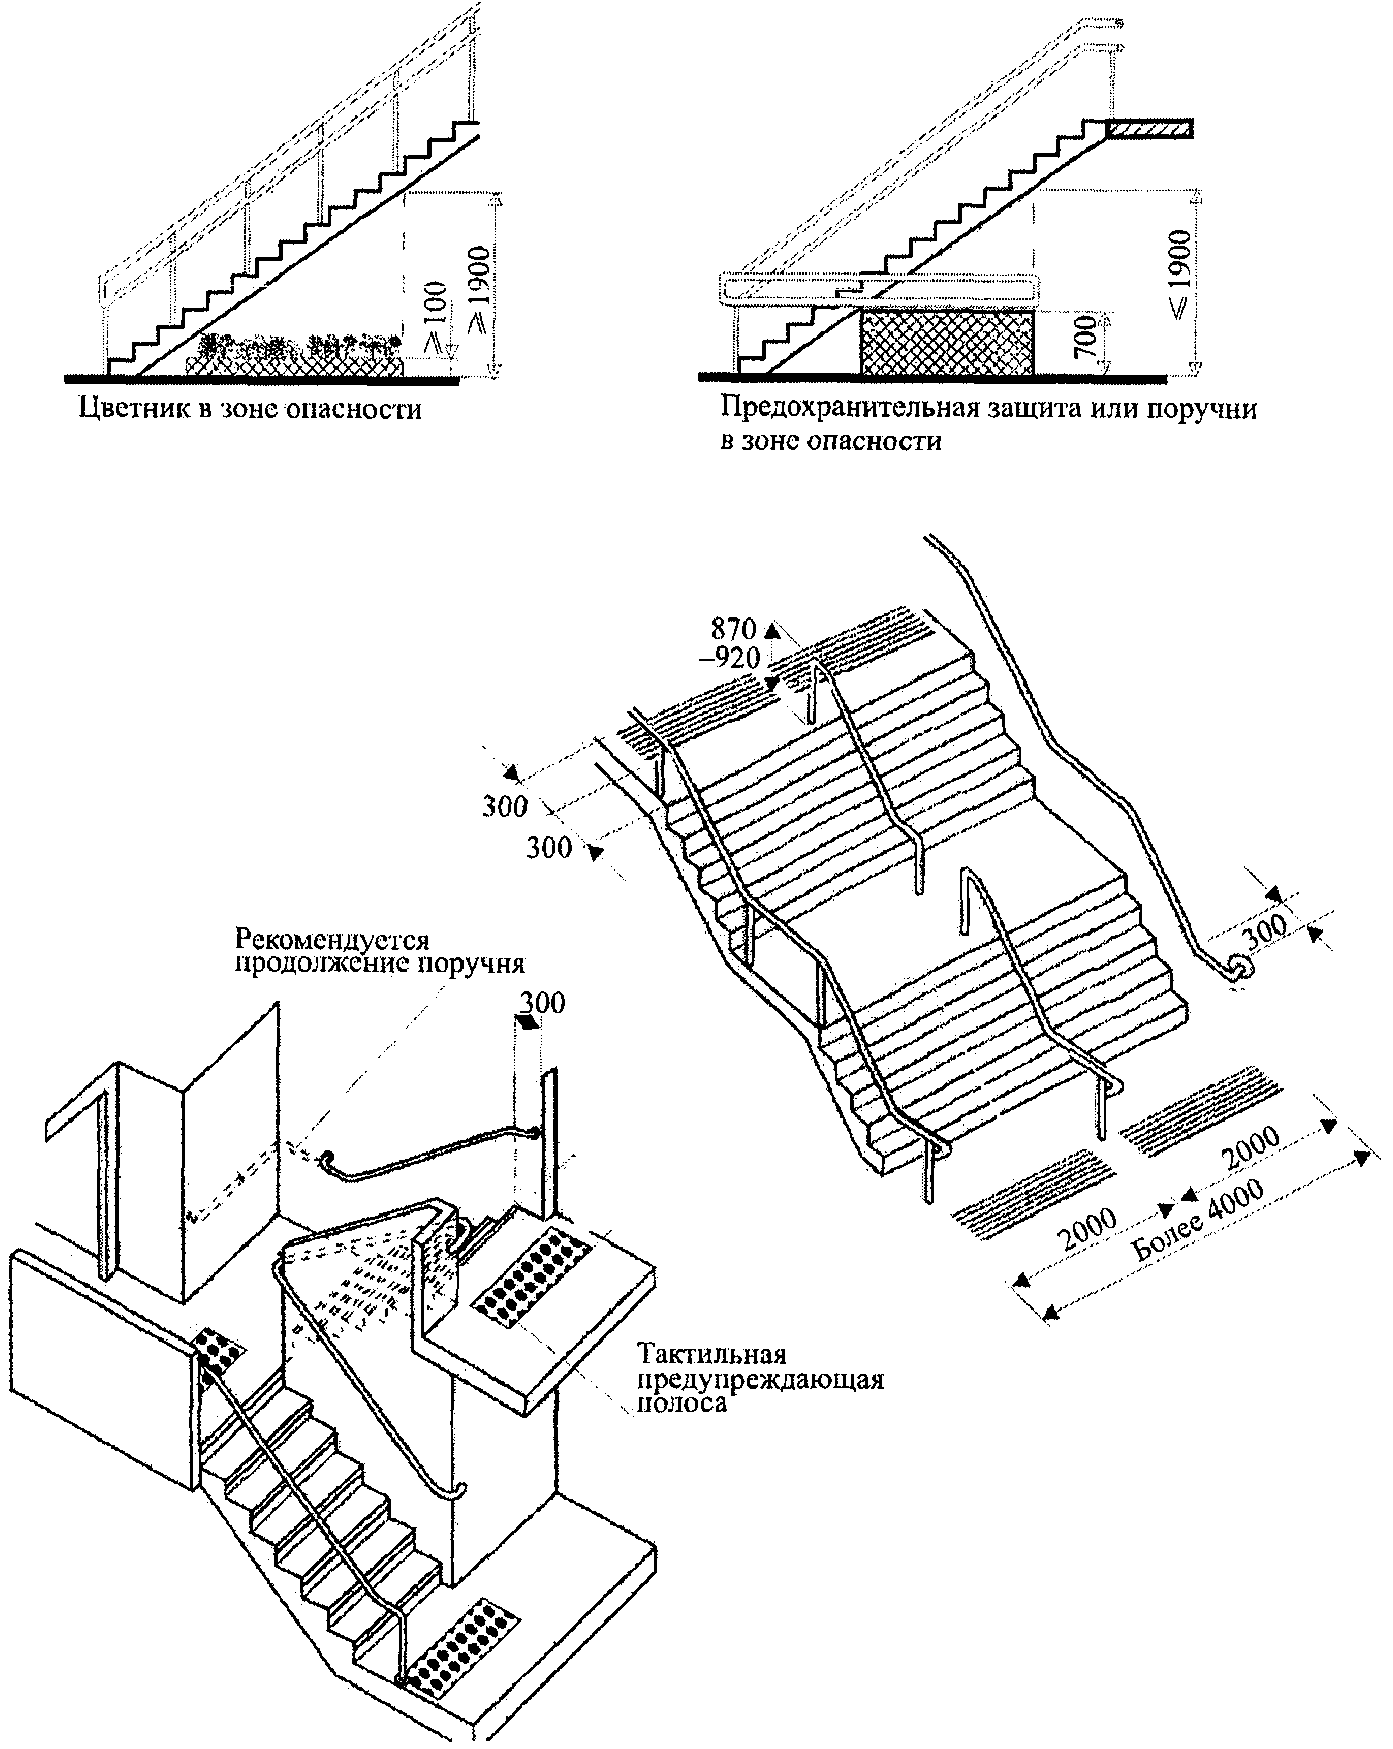 ⩾100
⩾1900
Цветник в зоне опасности
700
⩽1900
Предохранительная защита или поручни
в зоне опасности
870
–920
300
300
300
2000
2000
Более 4000
Рекомендуется
продолжение поручня
300
Тактильная
предупреждающая
полоса